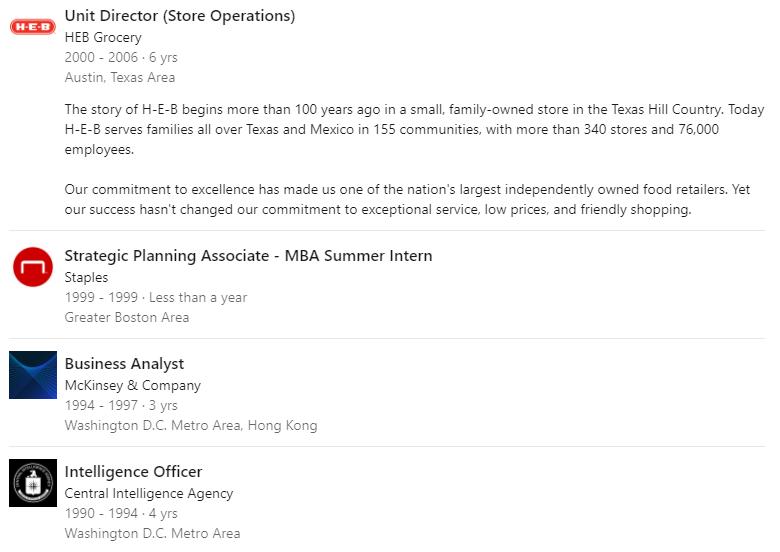 H-E-B
Unit Director (Store Operations)
HEB Grocery
2000 - 2006 · 6 yrs
Austin, Texas Area
The story of H-E-B begins more than 100 years ago in a small, family-owned store in the Texas Hill Country. Today
H-E-B serves families all over Texas and Mexico in 155 communities, with more than 340 stores and 76,000
employees.
Our commitment to excellence has made us one of the nation's largest independently owned food retailers. Yet
our success hasn't changed our commitment to exceptional service, low prices, and friendly shopping.
Strategic Planning Associate - MBA Summer Intern
Staples
1999 - 1999 · Less than a year
Greater Boston Area
Business Analyst
McKinsey & Company
1994 - 1997 · 3 yrs
Washington D.C. Metro Area, Hong Kong
Intelligence Officer
Central Intelligence Agency
1990 - 1994 · 4 yrs
Washington D.C. Metro Area